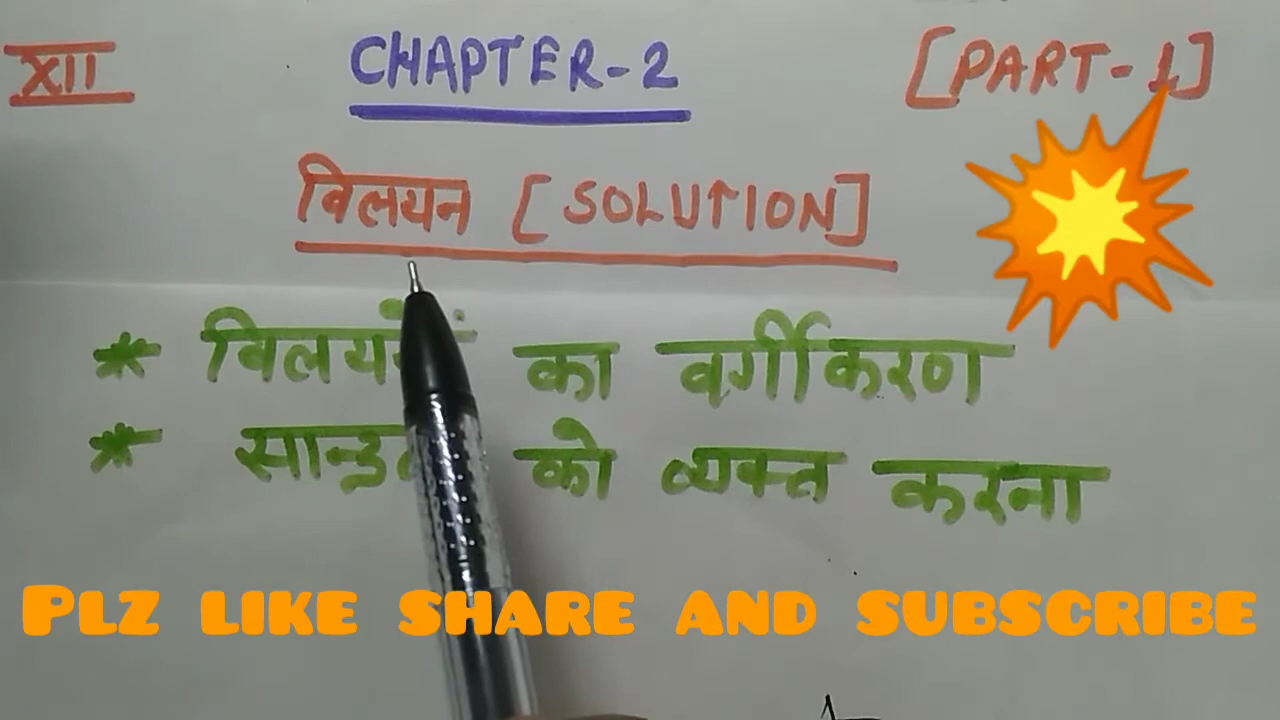 XII CHAPTER-2 [PART-1]
विलयन [SOLUTION]
* का वर्गीकरण
* को व्यक्त करना
PLZ LIKE SHARE AND SUBSCRIBE